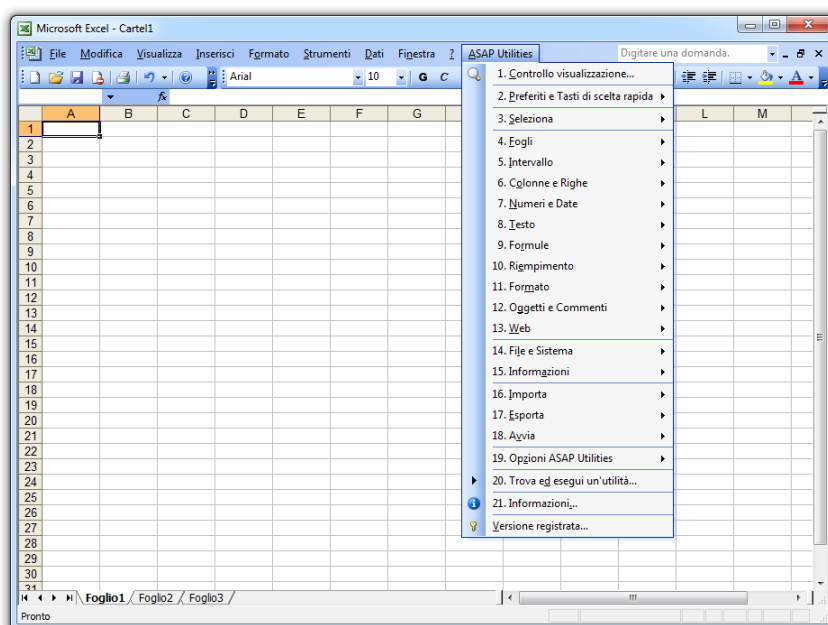 Microsoft Excel - Cartel1
File Modifica Visualizza Inserisci Formato Strumenti Dati Finestra ? ASAP Utilities Digitare una domanda.
Arial 10 G C
fx
A B C D E F G L M
1
2
3
4
5
6
7
8
9
10
11
12
13
14
15
16
17
18
19
20
21
22
23
24
25
26
27
28
29
30
31
1. Controllo visualizzazione...
2. Preferiti e Tasti di scelta rapida
3. Seleziona
4. Fogli
5. Intervallo
6. Colonne e Righe
7. Numeri e Date
8. Testo
9. Formule
10. Riempimento
11. Formato
12. Oggetti e Commenti
13. Web
14. File e Sistema
15. Informazioni
16. Importa
17. Esporta
18. Avvia
19. Opzioni ASAP Utilities
20. Trova ed esegui un'utilità...
21. Informazioni...
Versione registrata...
Foglio1 Foglio2 Foglio3
Pronto